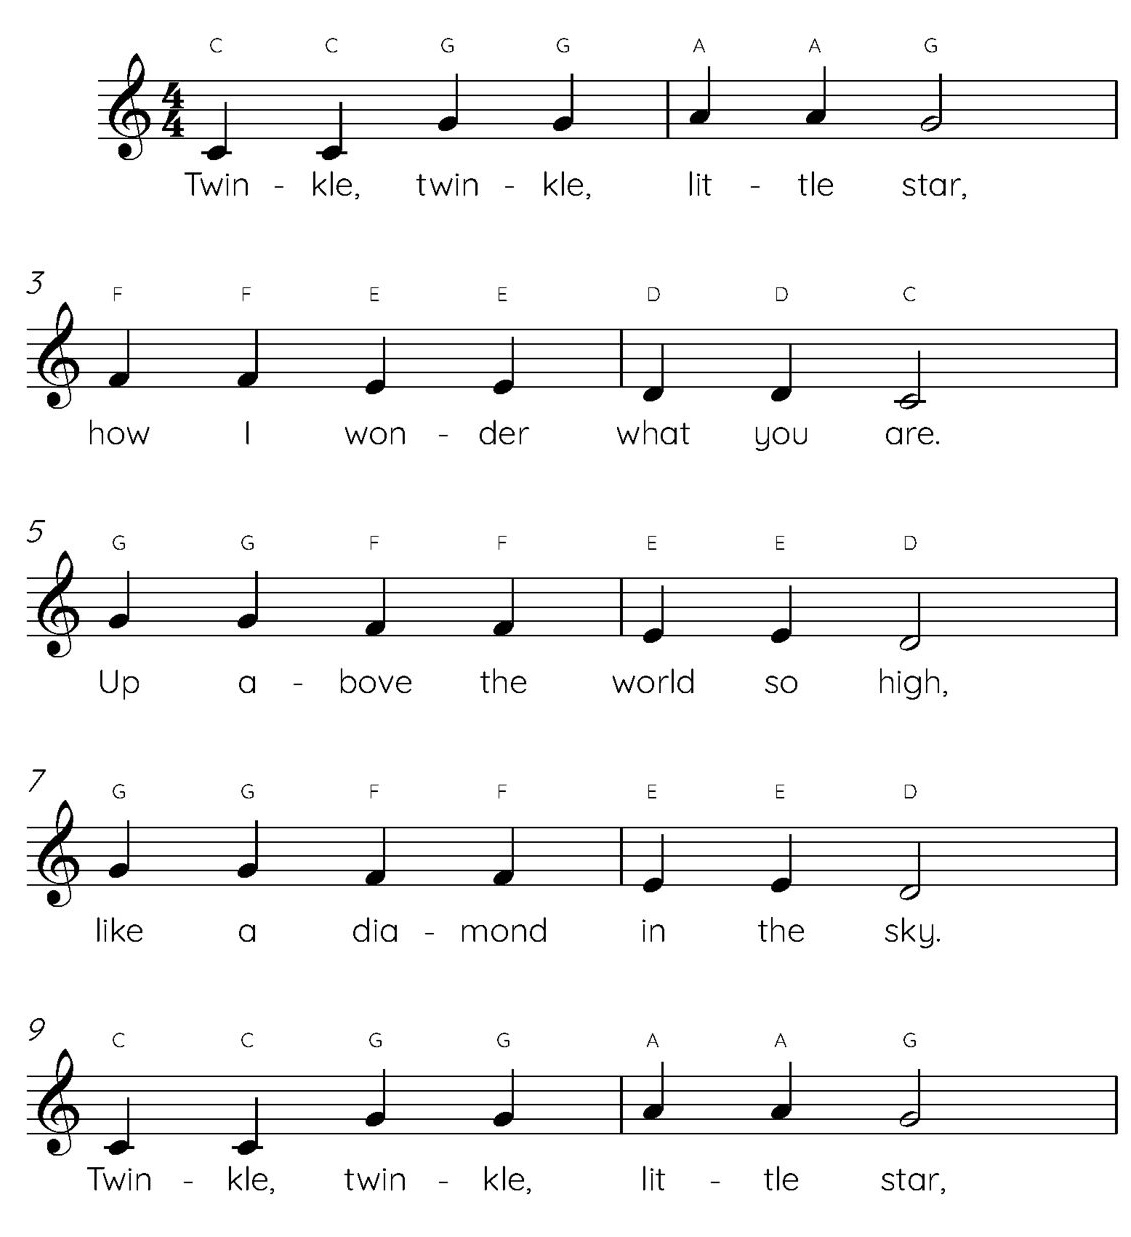 C C G G A A G
4
4
Twin - kle, twin - kle, lit - tle star,
3
F F E E D D C
how I won - der what you are.
5
G G F F E E D
Up a - bove the world so high,
7
G G F F E E D
like a dia - mond in the sky.
9
C C G G A A G
Twin - kle, twin - kle, lit - tle star,